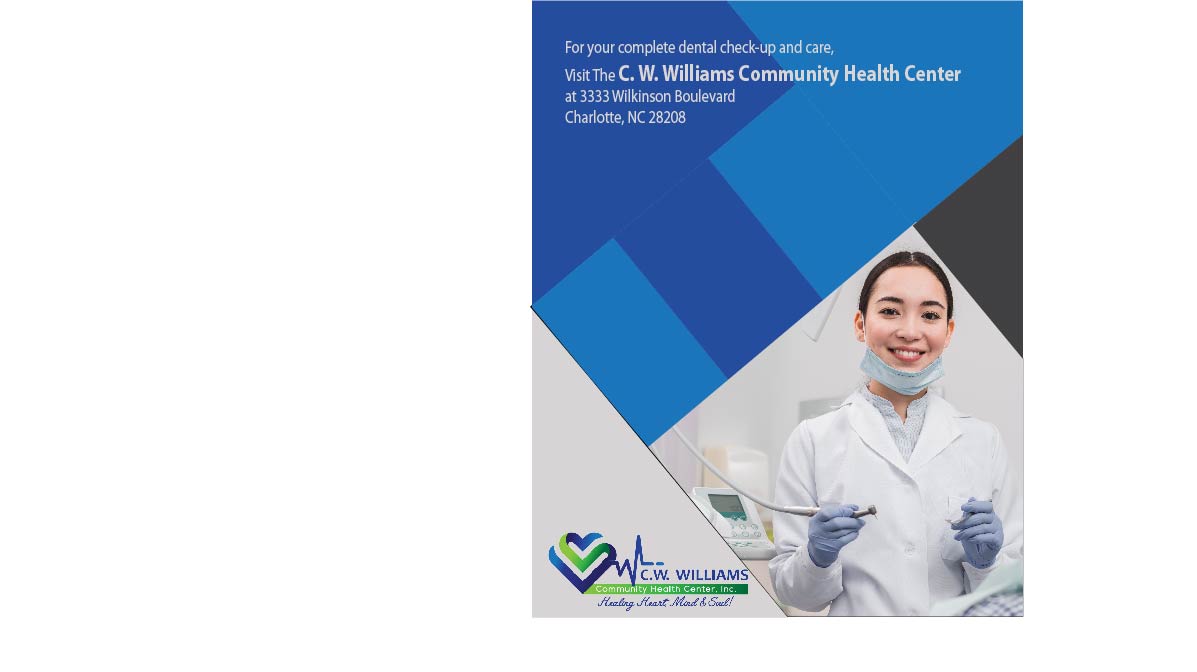 For your complete dental check-up and care,
Visit The C. W. Williams Community Health Center
at 3333 Wilkinson Boulevard
Charlotte, NC 28208
C.W. WILLIAMS
Community Health Center, Inc.
Healing Heart Mind & Soul!